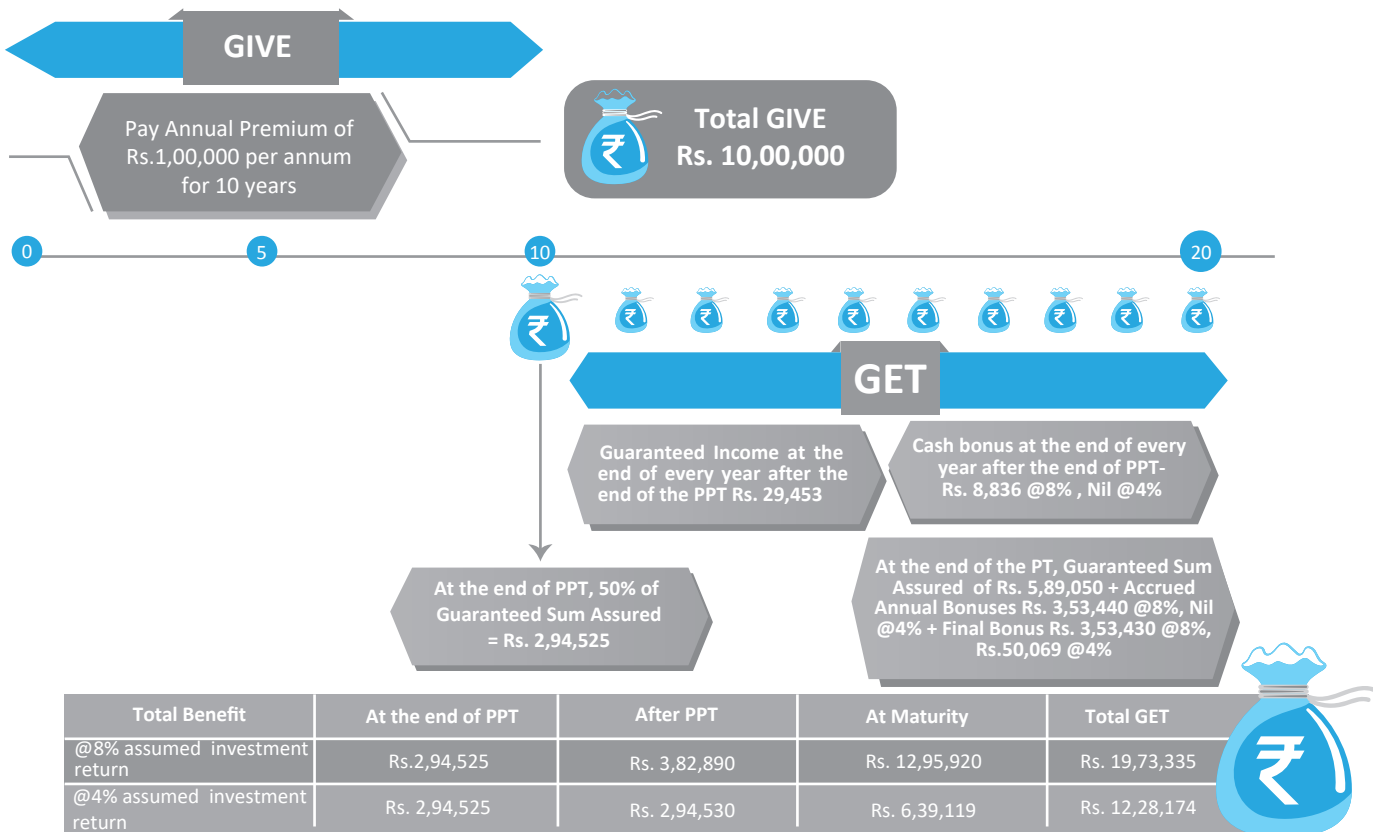 GIVE
Pay Annual Premium of
Rs.1,00,000 per annum
for 10 years
Total GIVE
Rs. 10,00,000
₹
0
5
10
20
₹
₹
₹
₹
₹
₹
₹
₹
₹
₹
GET
Guaranteed Income at the
end of every year after the
end of the PPT Rs. 29,453
Cash bonus at the end of every
year after the end of PPT-
Rs. 8,836 @8% , Nil @4%
At the end of PPT, 50% of
Guaranteed Sum Assured
= Rs. 2,94,525
At the end of the PT, Guaranteed Sum
Assured of Rs. 5,89,050 + Accrued
Annual Bonuses Rs. 3,53,440 @8%, Nil
@4% + Final Bonus Rs. 3,53,430 @8%,
Rs.50,069 @4%
Total Benefit At the end of PPT After PPT At Maturity Total GET
@8% assumed investment
return Rs.2,94,525 Rs. 3,82,890 Rs. 12,95,920 Rs. 19,73,335
@4% assumed investment
return Rs. 2,94,525 Rs. 2,94,530 Rs. 6,39,119 Rs. 12,28,174
₹